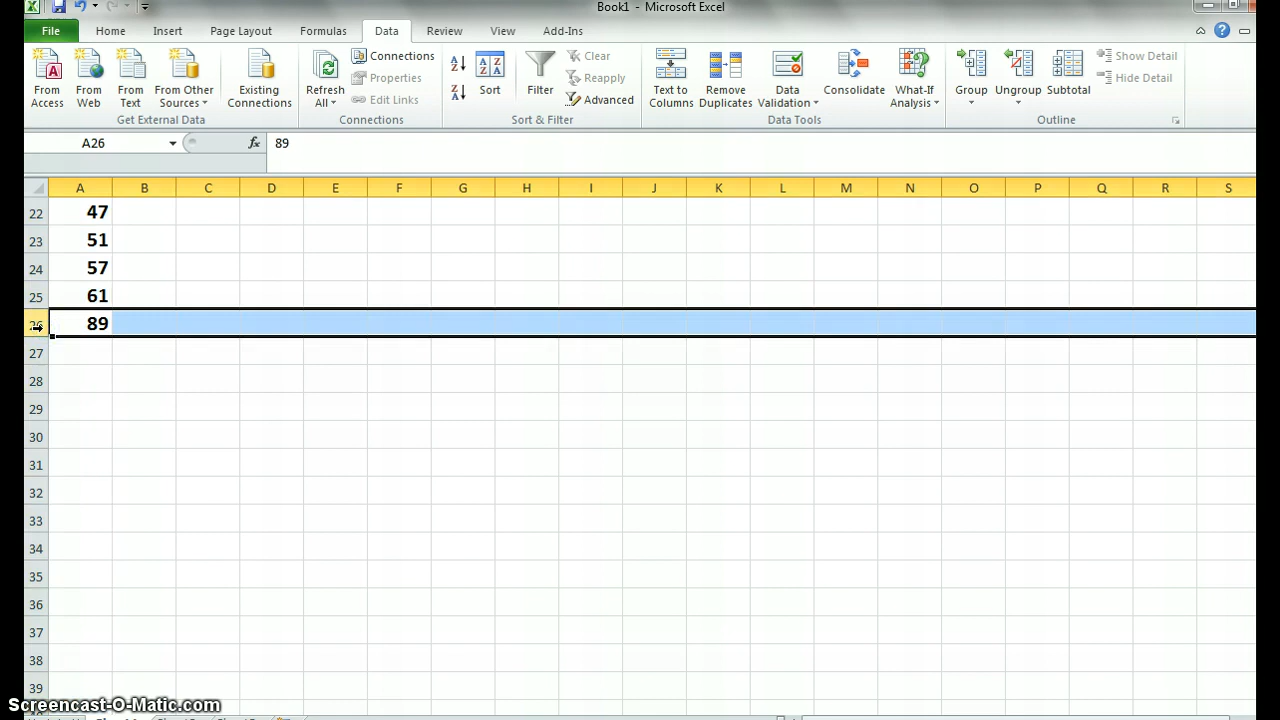 Book1 - Microsoft Excel
File Home Insert Page Layout Formulas Data Review View Add-Ins
From Access
From Web
From Text
From Other Sources
Existing Connections
Get External Data
Refresh All
Connections
Properties
Edit Links
Connections
Sort
Filter
Clear
Reapply
Advanced
Sort & Filter
Text to Columns
Remove Duplicates
Data Validation
Consolidate
What-If Analysis
Data Tools
Group
Ungroup
Subtotal
Show Detail
Hide Detail
Outline
A26 fx 89
A B C D E F G H I J K L M N O P Q R S
22 47
23 51
24 57
25 61
26 89
27
28
29
30
31
32
33
34
35
36
37
38
39
Screencast-O-Matic.com